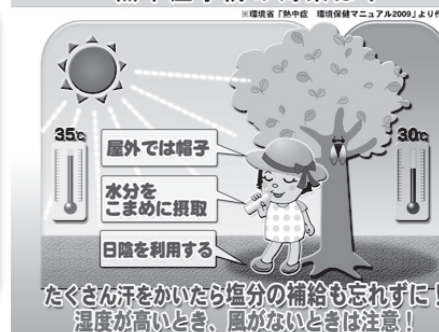 ※環境省「熱中症 環境保健マニュアル2009」より作
35℃
30℃
屋外では帽子
水分を
こまめに摂取
日陰を利用する
たくさん汗をかいたら塩分の補給も忘れずに!
湿度が高いとき、風がないときは注意!